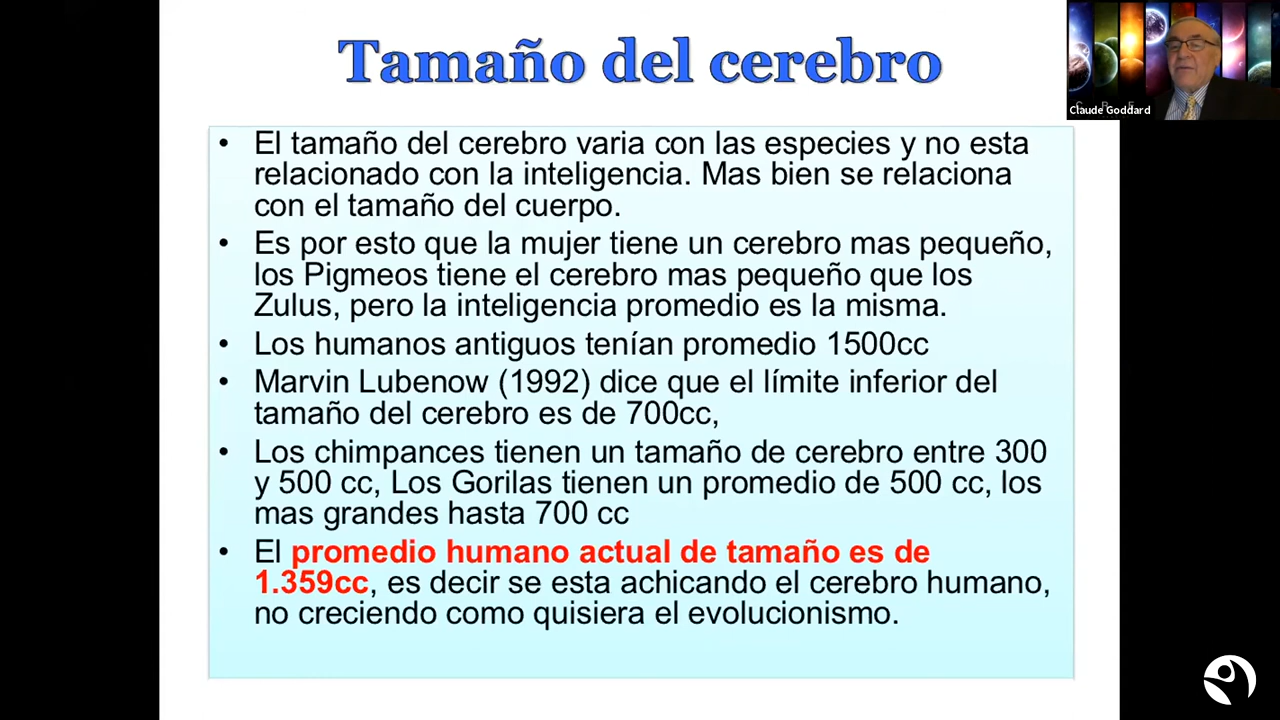 Tamaño del cerebro
Claude Goddard
• El tamaño del cerebro varia con las especies y no esta
relacionado con la inteligencia. Mas bien se relaciona
con el tamaño del cuerpo.
• Es por esto que la mujer tiene un cerebro mas pequeño,
los Pigmeos tiene el cerebro mas pequeño que los
Zulus, pero la inteligencia promedio es la misma.
• Los humanos antiguos tenían promedio 1500cc
• Marvin Lubenow (1992) dice que el límite inferior del
tamaño del cerebro es de 700cc,
• Los chimpances tienen un tamaño de cerebro entre 300
y 500 cc, Los Gorilas tienen un promedio de 500 cc, los
mas grandes hasta 700 cc
• El promedio humano actual de tamaño es de
1.359cc, es decir se esta achicando el cerebro humano,
no creciendo como quisiera el evolucionismo.